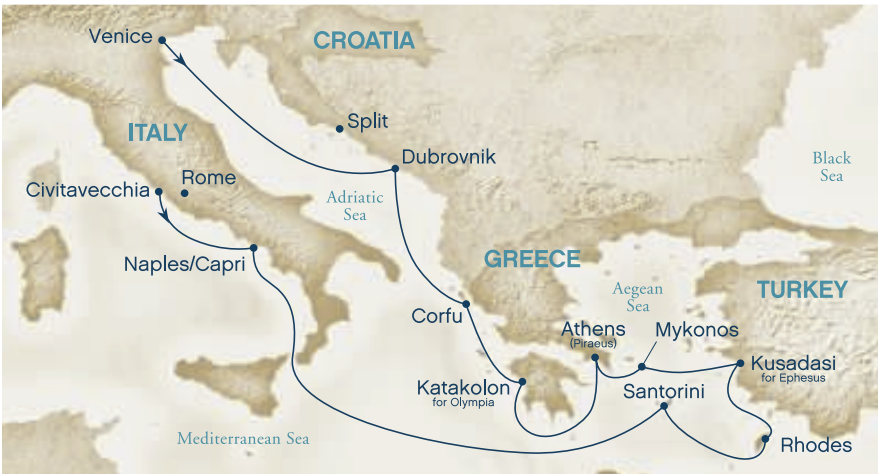 Venice
CROATIA
Split
ITALY
Dubrovnik
Black
Sea
Civitavecchia
Rome
Adriatic
Sea
Naples/Capri
GREECE
Aegean
Sea
TURKEY
Corfu
Athens
(Piraeus)
Mykonos
Kusadasi
for Ephesus
Katakolon
for Olympia
Santorini
Mediterranean Sea
Rhodes